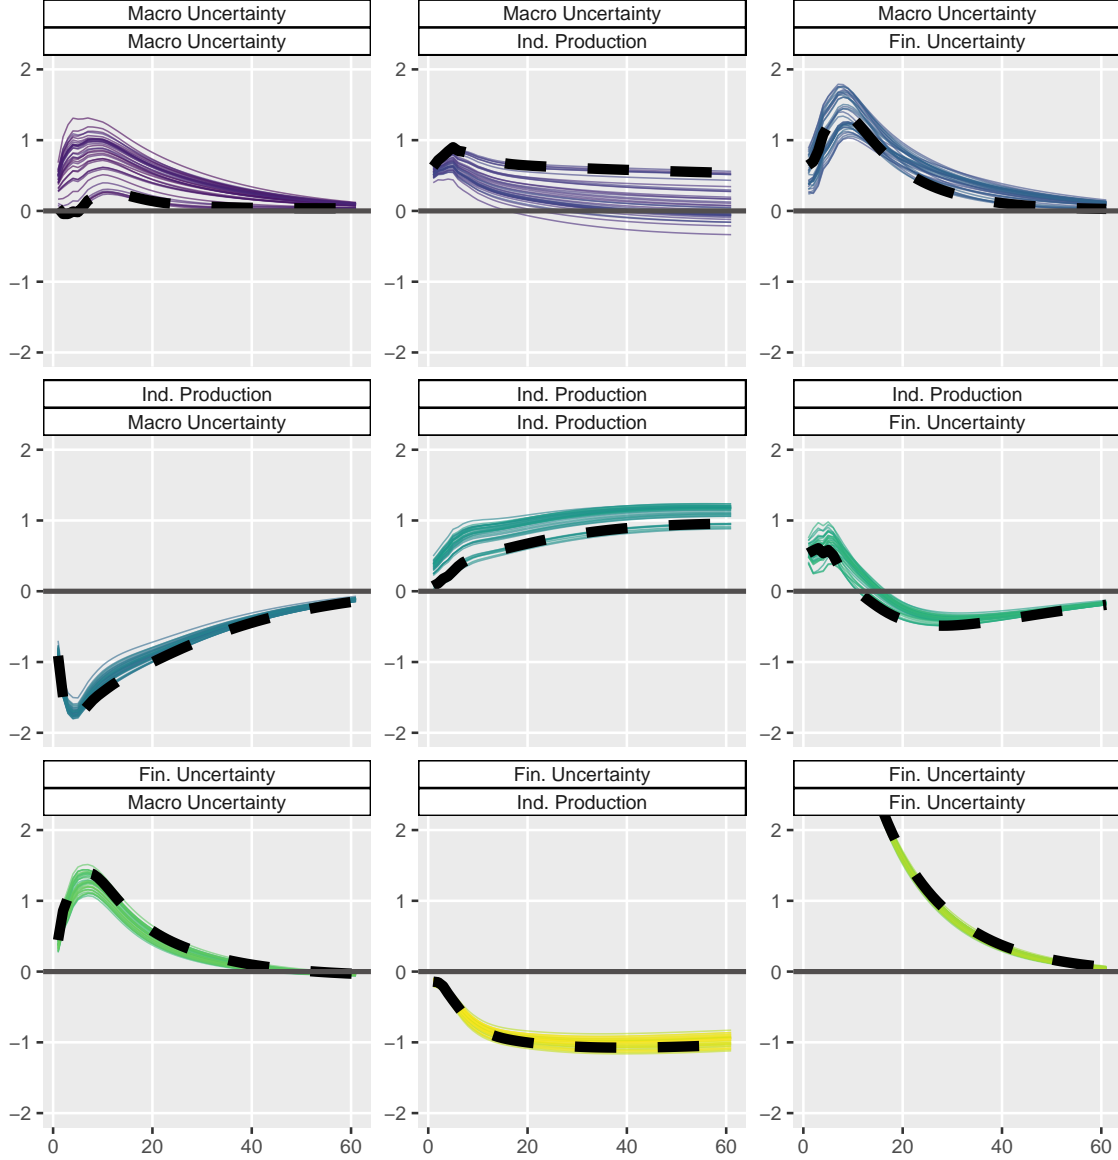 Macro Uncertainty Macro Uncertainty Macro Uncertainty
Macro Uncertainty Ind. Production Fin. Uncertainty
2 2 2
1 1 1
0 0 0
−1 −1 −1
−2 −2 −2
Ind. Production Ind. Production Ind. Production
Macro Uncertainty Ind. Production Fin. Uncertainty
2 2 2
1 1 1
0 0 0
−1 −1 −1
−2 −2 −2
Fin. Uncertainty Fin. Uncertainty Fin. Uncertainty
Macro Uncertainty Ind. Production Fin. Uncertainty
2 2 2
1 1 1
0 0 0
−1 −1 −1
−2 −2 −2
0 20 40 60 0 20 40 60 0 20 40 60